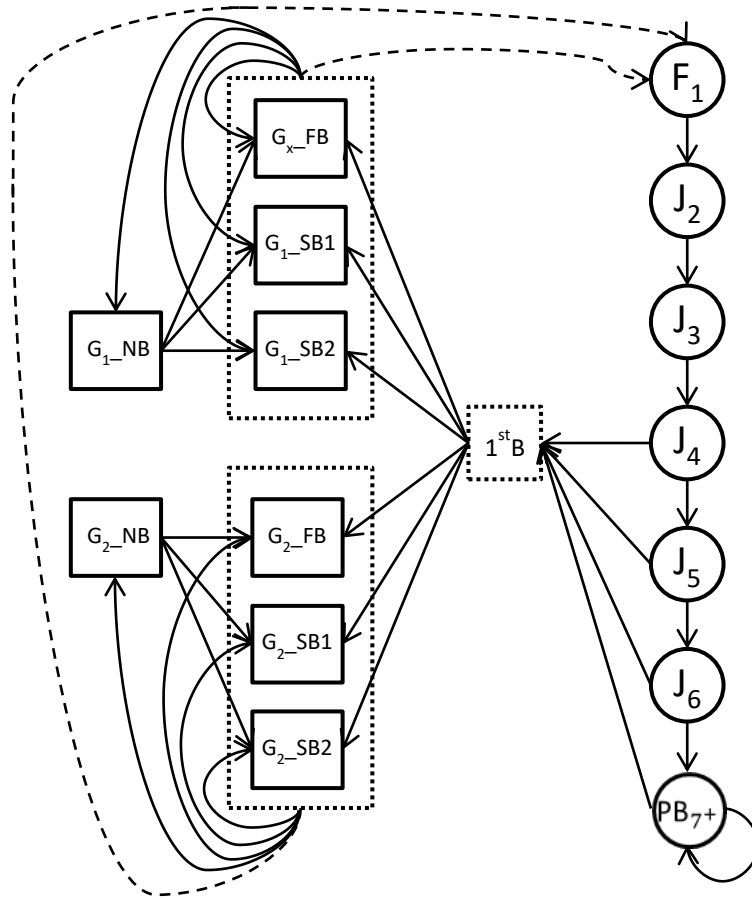 F₁
Gₓ_FB
J₂
G₁_SB1
J₃
G₁_NB
G₁_SB2
1ˢᵗB
J₄
G₂_NB
G₂_FB
J₅
G₂_SB1
J₆
G₂_SB2
PB₇₊